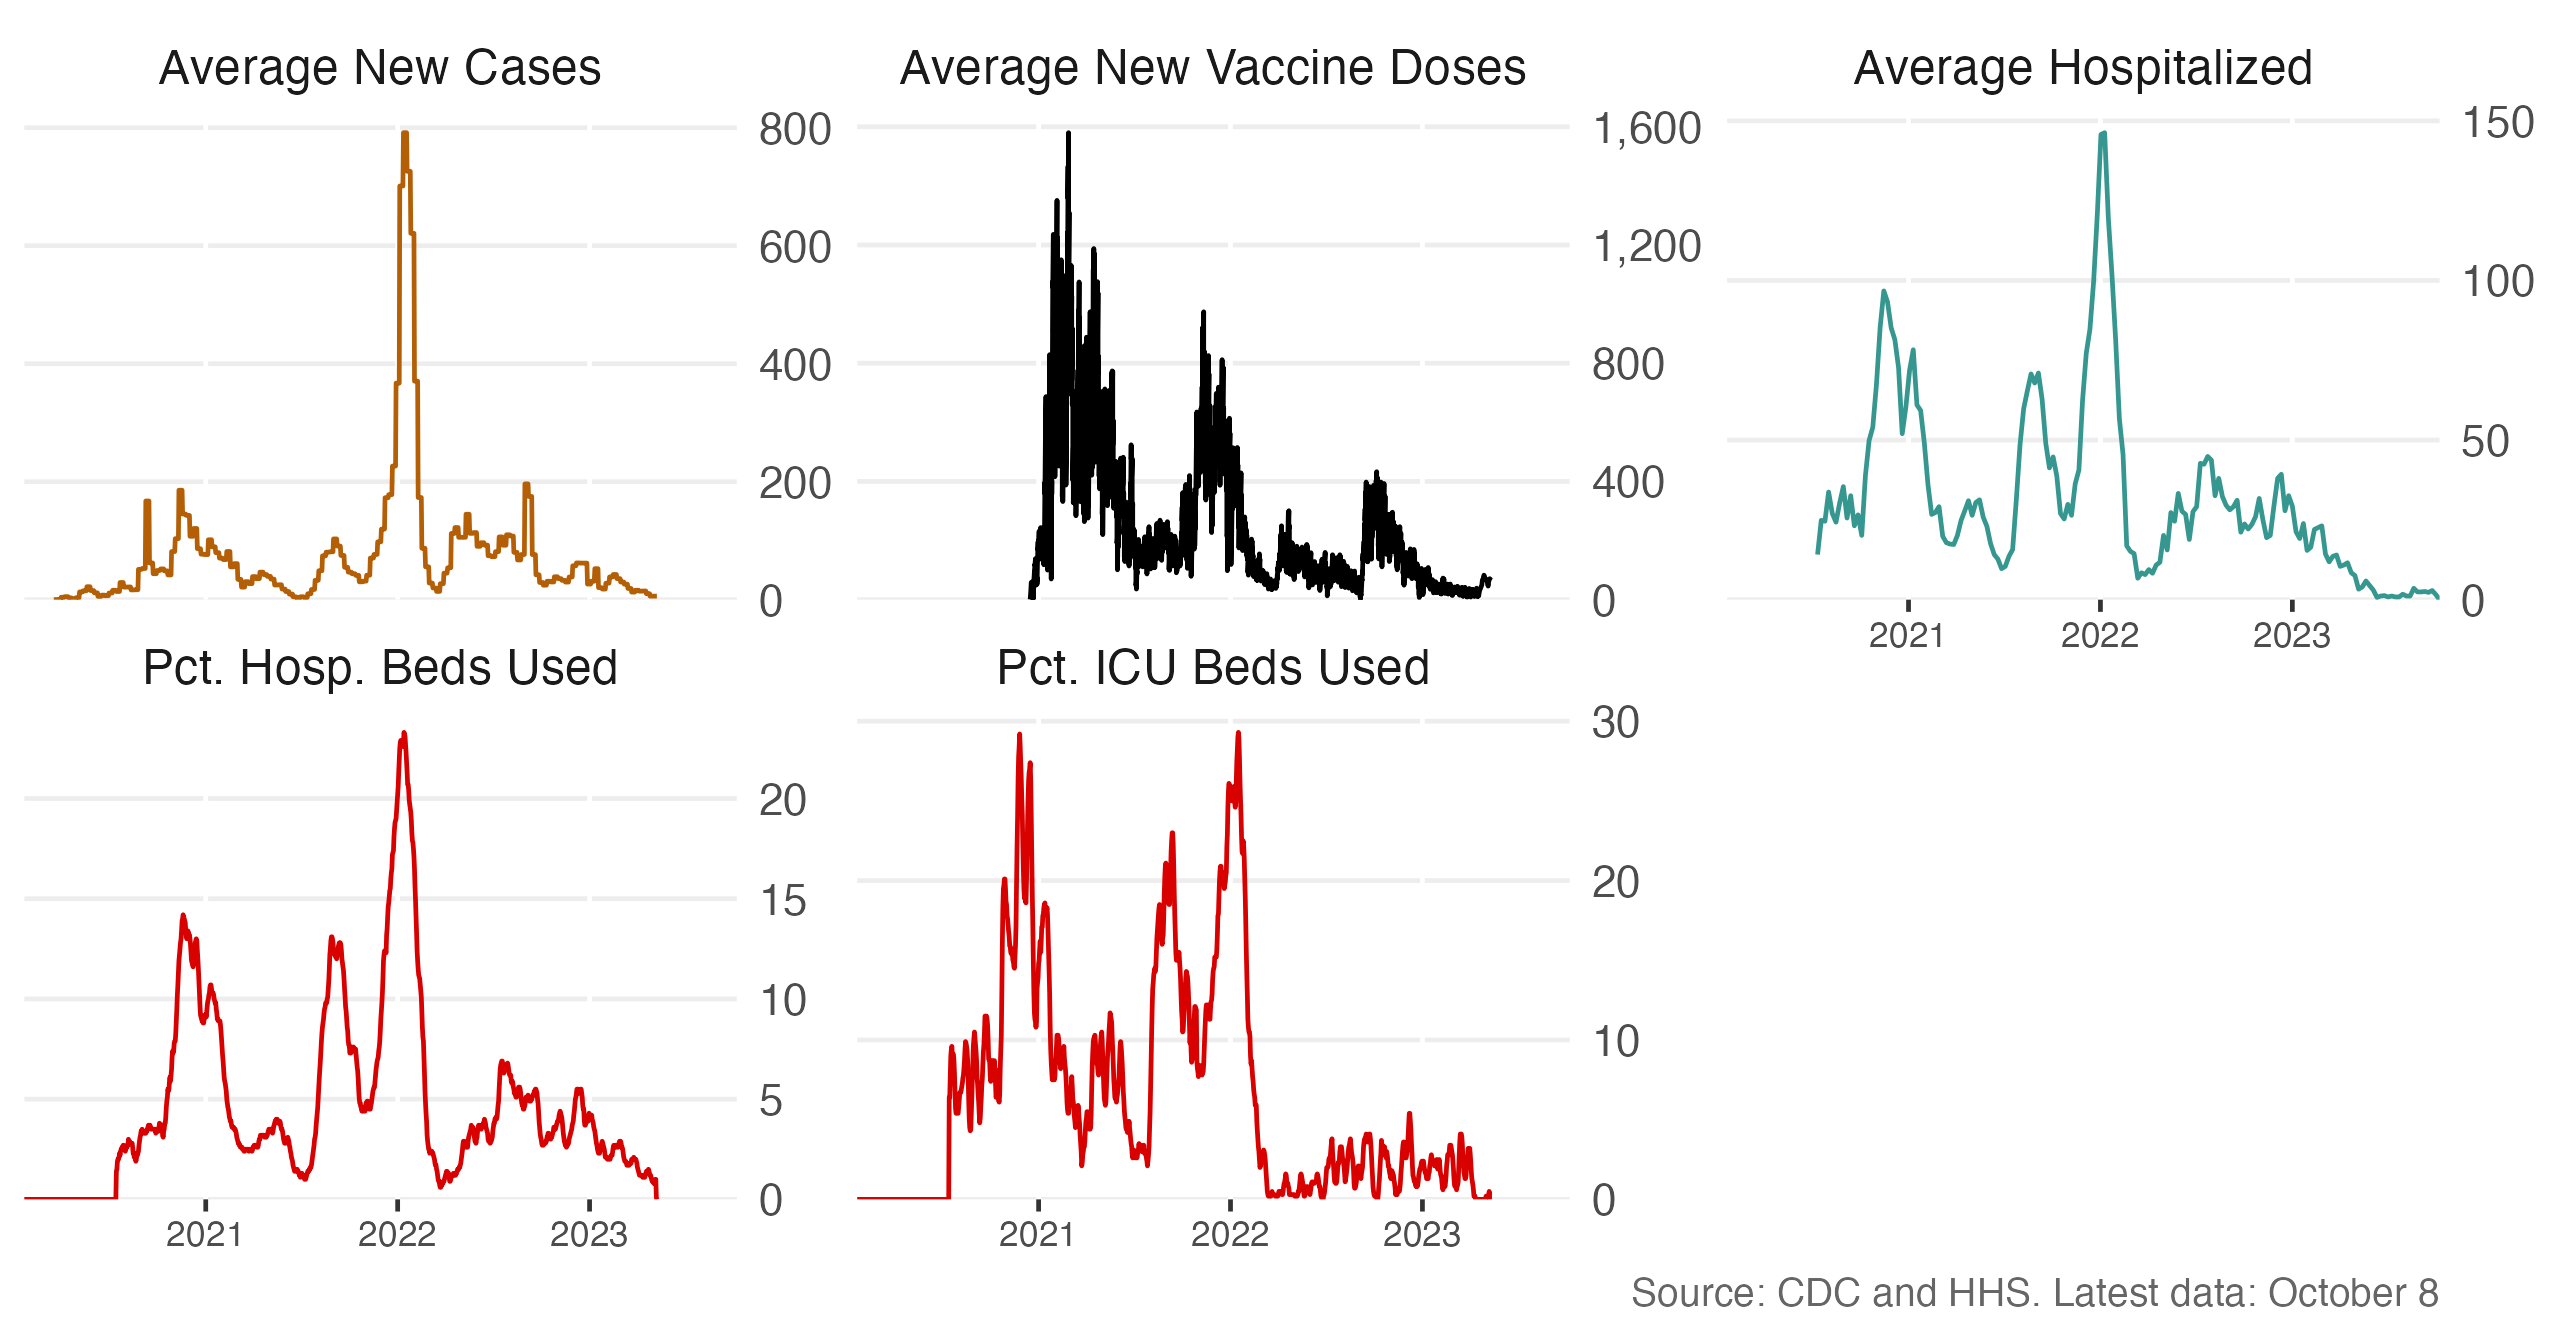 Average New Cases
800
600
400
200
0
Average New Vaccine Doses
1,600
1,200
800
400
0
Average Hospitalized
150
100
50
0
2021 2022 2023
Pct. Hosp. Beds Used
20
15
10
5
0
2021 2022 2023
Pct. ICU Beds Used
30
20
10
0
2021 2022 2023
Source: CDC and HHS. Latest data: October 8